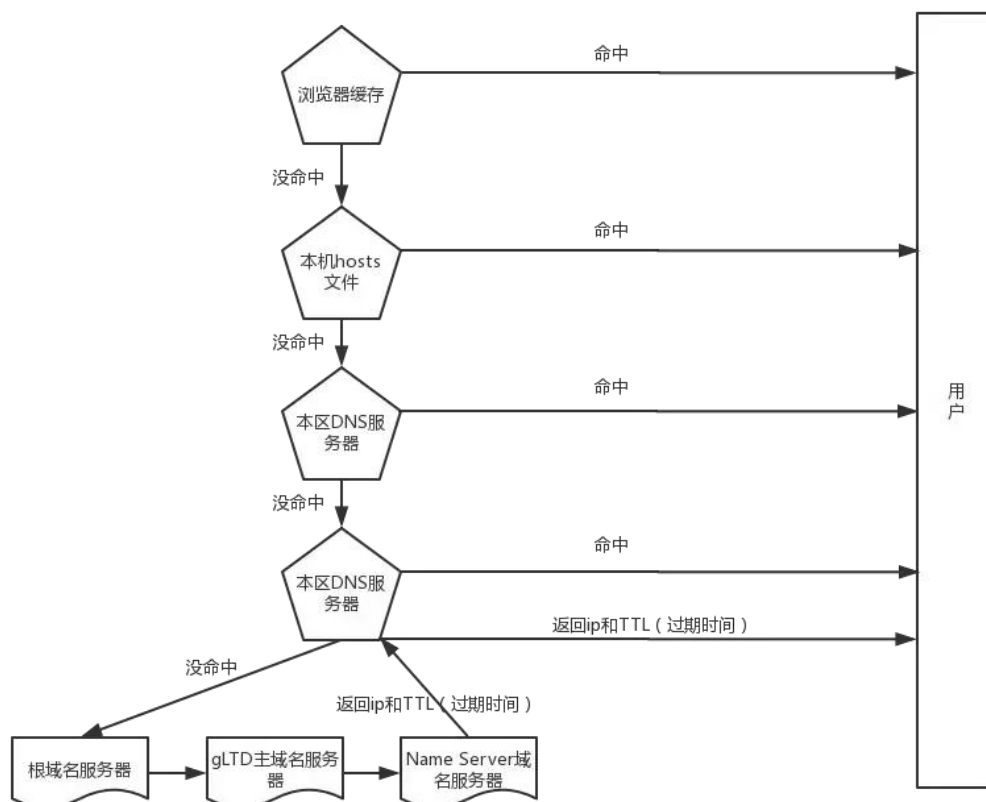 命中
浏览器缓存
没命中
命中
本机hosts
文件
没命中
命中
用
户
本区DNS服
务器
没命中
命中
本区DNS服
务器
返回ip和TTL（过期时间）
没命中
返回ip和TTL（过期时间）
根域名服务器
gLTD主域名服务
器
Name Server域
名服务器